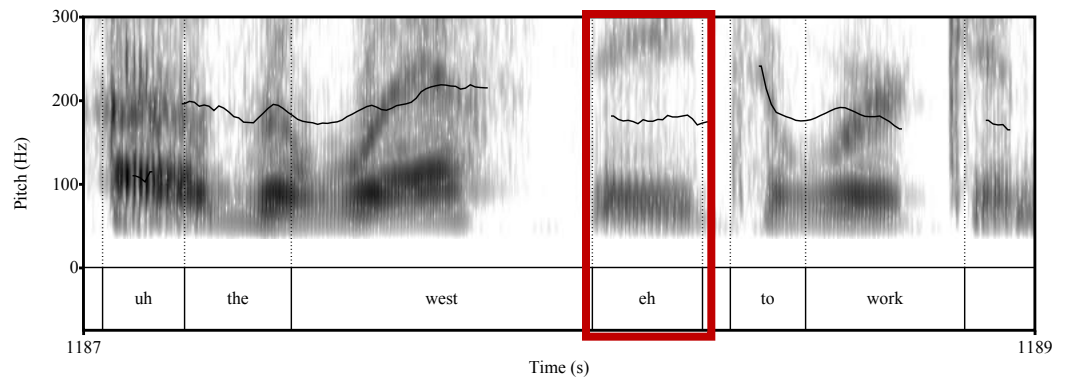 300
200
100
0
Pitch (Hz)
uh the west eh to work
1187 1189
Time (s)